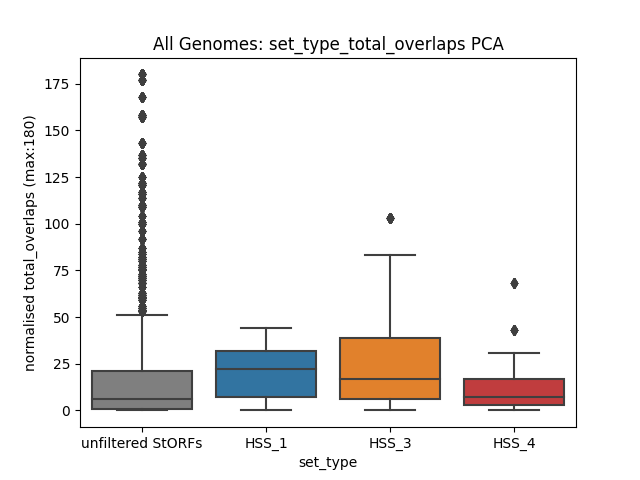 All Genomes: set_type_total_overlaps PCA
normalised total_overlaps (max:180)
175
150
125
100
75
50
25
0
unfiltered StORFs
HSS_1
HSS_3
HSS_4
set_type